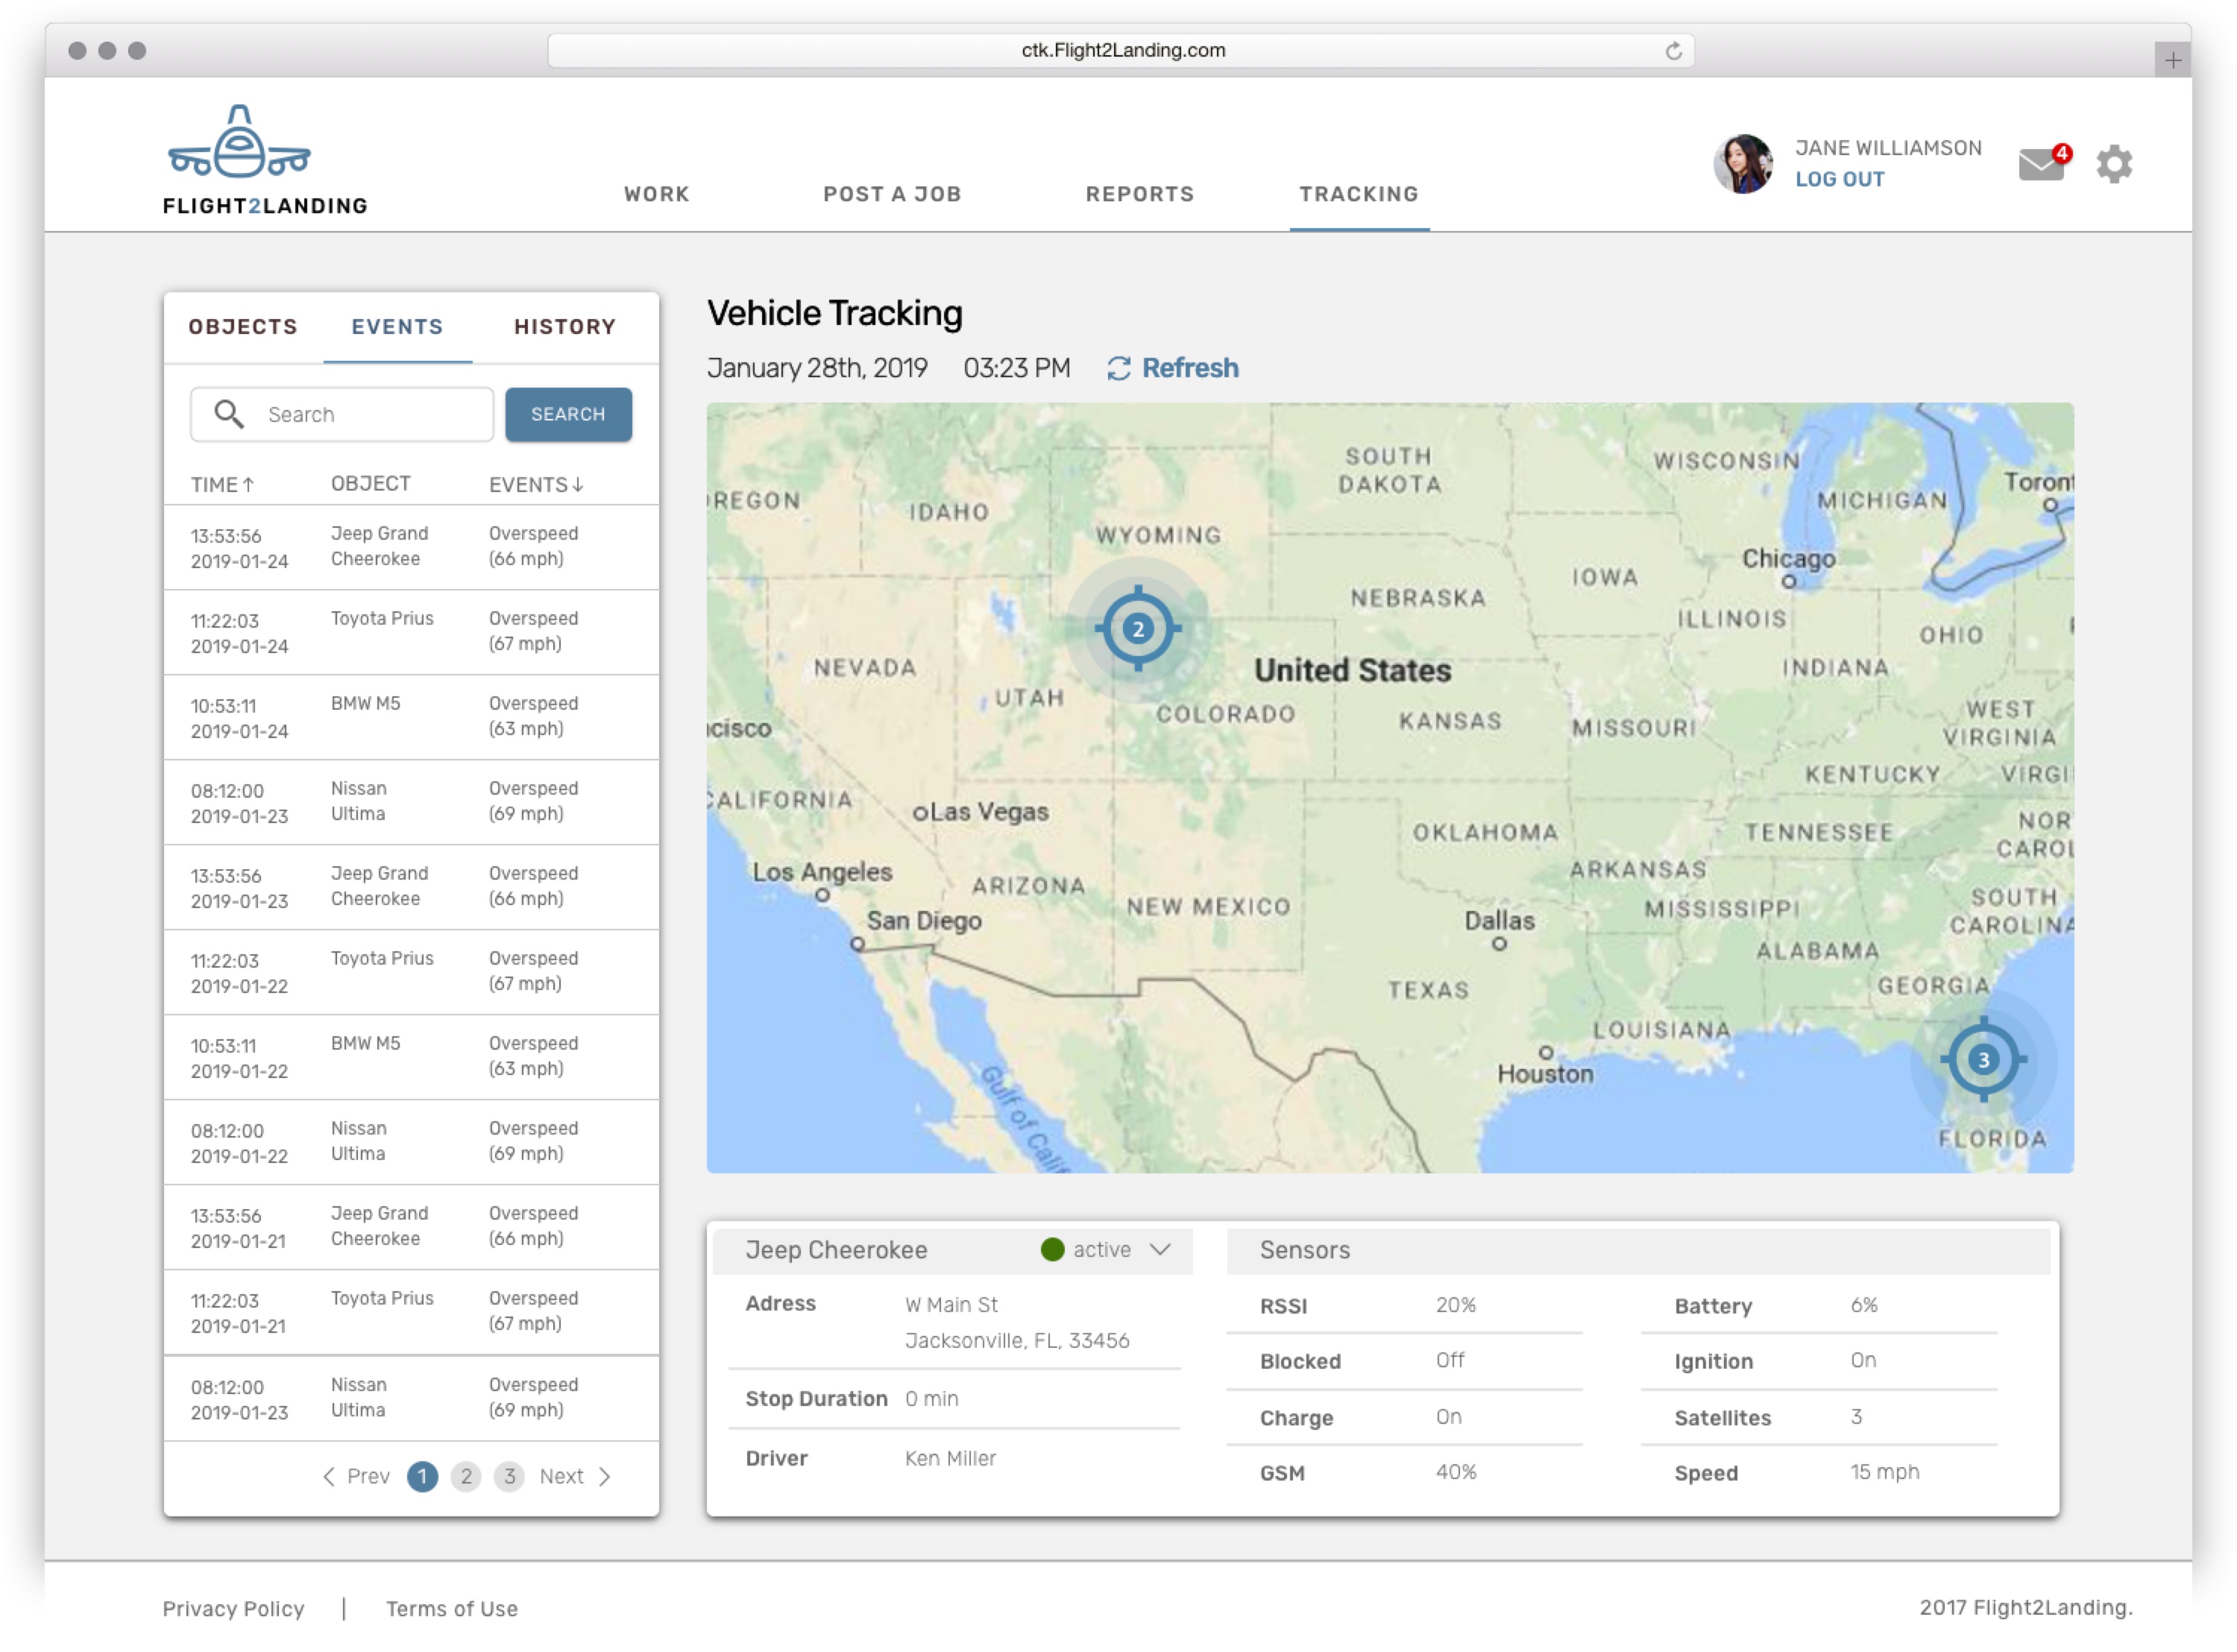 ctk.Flight2Landing.com
FLIGHT2LANDING
WORK
POST A JOB
REPORTS
TRACKING
JANE WILLIAMSON
LOG OUT
4
OBJECTS
EVENTS
HISTORY
Search
SEARCH
TIME↑
OBJECT
EVENTS↓
13:53:56
2019-01-24
Jeep Grand
Cheerokee
Overspeed
(66 mph)
11:22:03
2019-01-24
Toyota Prius
Overspeed
(67 mph)
10:53:11
2019-01-24
BMW M5
Overspeed
(63 mph)
08:12:00
2019-01-23
Nissan
Ultima
Overspeed
(69 mph)
13:53:56
2019-01-23
Jeep Grand
Cheerokee
Overspeed
(66 mph)
11:22:03
2019-01-22
Toyota Prius
Overspeed
(67 mph)
10:53:11
2019-01-22
BMW M5
Overspeed
(63 mph)
08:12:00
2019-01-22
Nissan
Ultima
Overspeed
(69 mph)
13:53:56
2019-01-21
Jeep Grand
Cheerokee
Overspeed
(66 mph)
11:22:03
2019-01-21
Toyota Prius
Overspeed
(67 mph)
08:12:00
2019-01-23
Nissan
Ultima
Overspeed
(69 mph)
Prev 1 2 3 Next
Vehicle Tracking
January 28th, 2019 03:23 PM Refresh
SOUTH
DAKOTA
WISCONSIN
Toront
REGON
IDAHO
MICHIGAN
WYOMING
Chicago
IOWA
NEBRASKA
ILLINOIS
2
OHIO
NEVADA
United States
INDIANA
UTAH
COLORADO
KANSAS
MISSOURI
WEST
VIRGINIA
cisco
KENTUCKY
VIRGI
CALIFORNIA
Las Vegas
OKLAHOMA
TENNESSEE
NOR
CAROL
Los Angeles
ARIZONA
ARKANSAS
NEW MEXICO
MISSISSIPPI
SOUTH
CAROLINA
San Diego
Dallas
ALABAMA
TEXAS
GEORGIA
LOUISIANA
Houston
3
Gulf of Calif
FLORIDA
Jeep Cheerokee
active
Adress
W Main St
Jacksonville, FL, 33456
Stop Duration
0 min
Driver
Ken Miller
Sensors
RSSI
20%
Battery
6%
Blocked
Off
Ignition
On
Charge
On
Satellites
3
GSM
40%
Speed
15 mph
Privacy Policy | Terms of Use
2017 Flight2Landing.